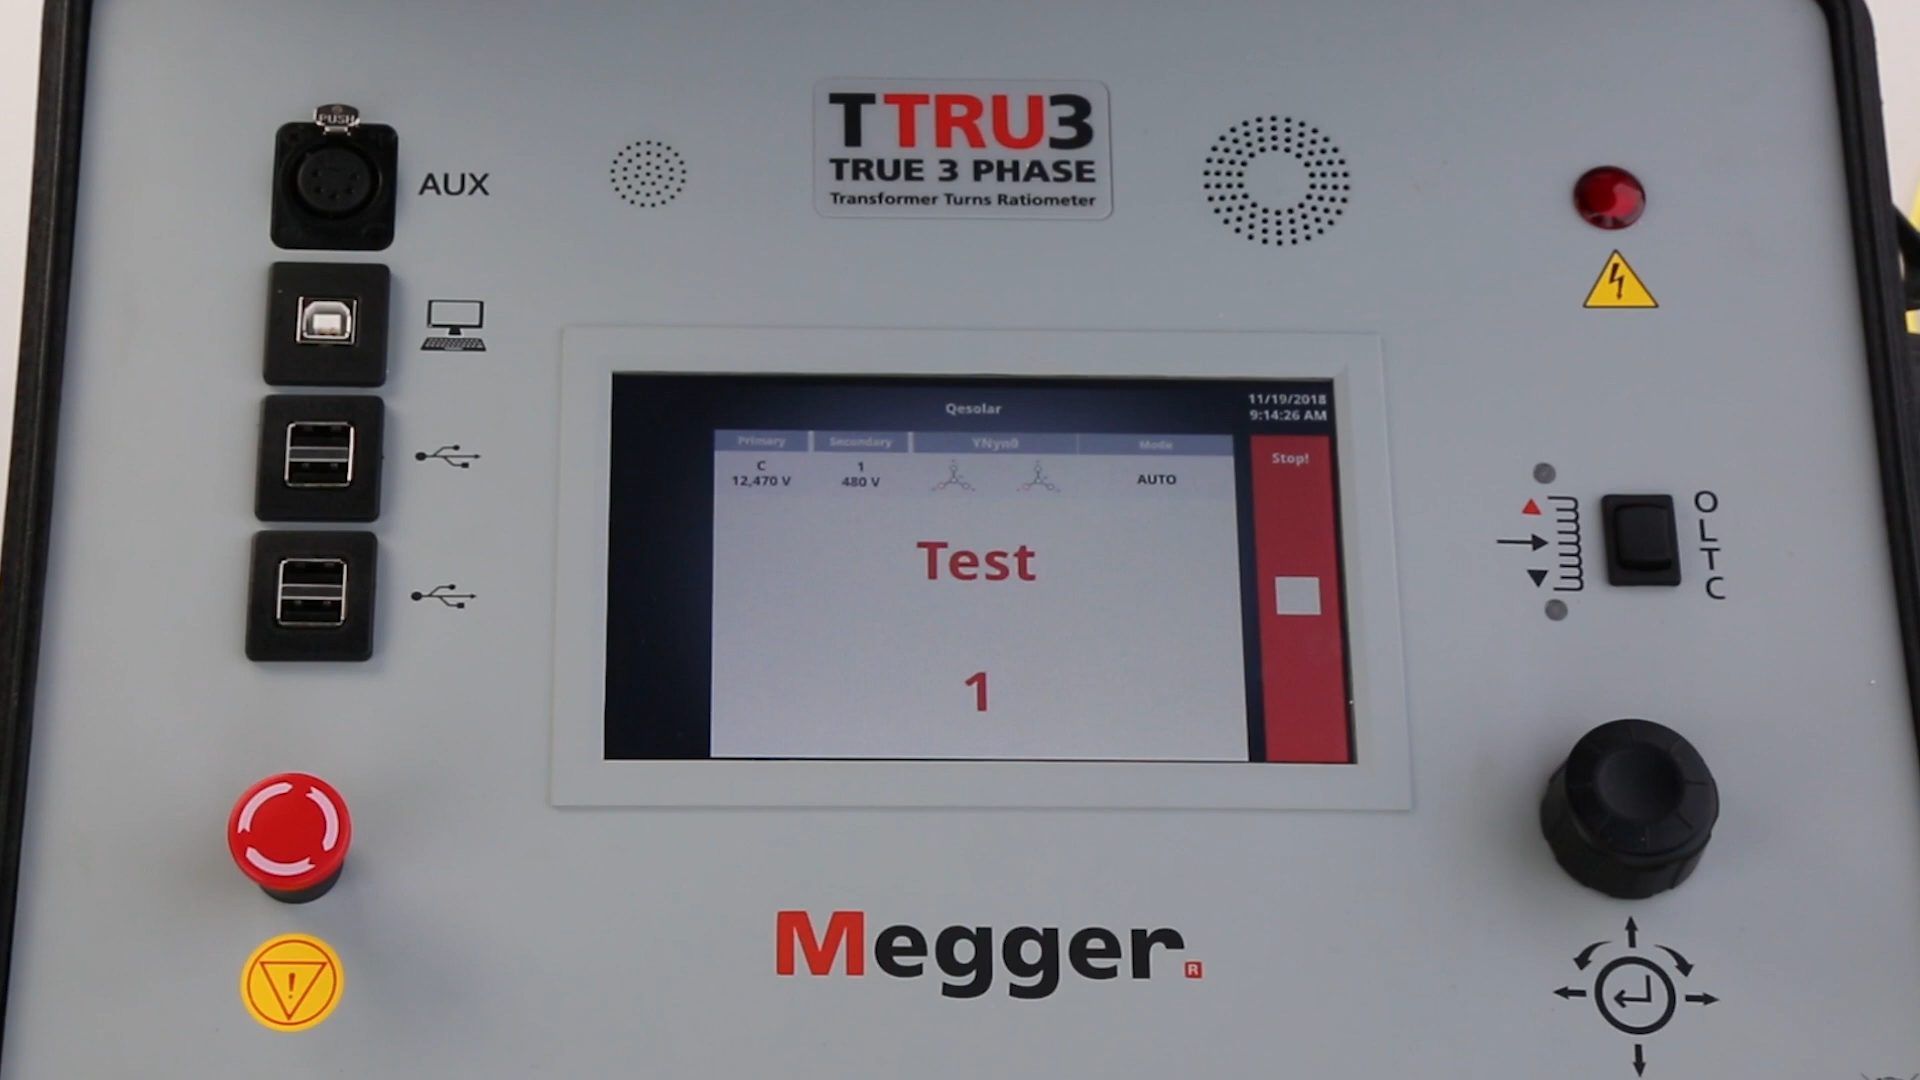 PUSH
AUX
TTRU3
TRUE 3 PHASE
Transformer Turns Ratiometer
Qesolar
11/19/2018
9:14:26 AM
Primary Secondary YNyn0 Mode
C 1
12,470 V 480 V AUTO
Stop!
Test
1
OLTC
Megger
R